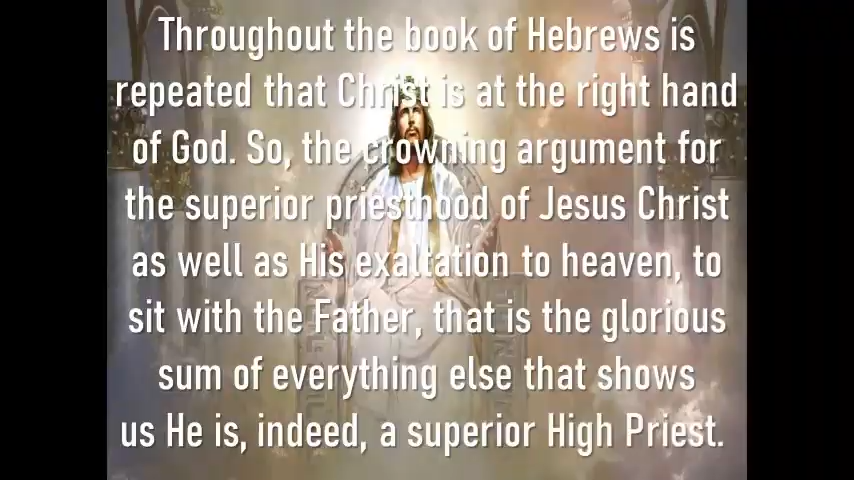 Throughout the book of Hebrews is
repeated that Christ is at the right hand
of God. So, the crowning argument for
the superior priesthood of Jesus Christ
as well as His exaltation to heaven, to
sit with the Father, that is the glorious
sum of everything else that shows
us He is, indeed, a superior High Priest.